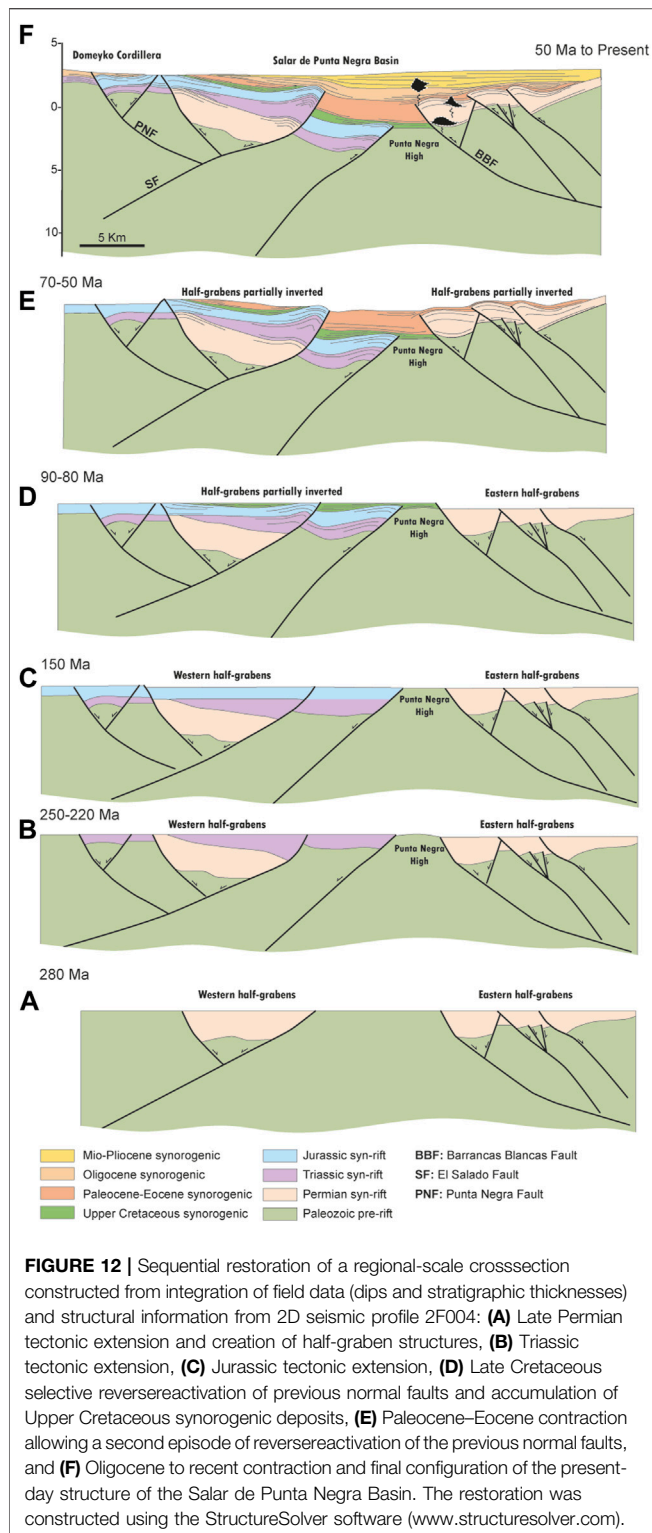 F
5
0
5
10
Domeyko Cordillera
Salar de Punta Negra Basin
50 Ma to Present
PNF
SF
Punta Negra
High
BBF
5 Km
70-50 Ma
E
Half-grabens partially inverted
Half-grabens partially inverted
Punta Negra
High
90-80 Ma
D
Half-grabens partially inverted
Eastern half-grabens
Punta Negra
High
150 Ma
C
Western half-grabens
Eastern half-grabens
Punta Negra
High
250-220 Ma
B
Western half-grabens
Eastern half-grabens
Punta Negra
High
280 Ma
A
Western half-grabens
Eastern half-grabens
Mio-Pliocene synorogenic
Oligocene synorogenic
Paleocene-Eocene synorogenic
Upper Cretaceous synorogenic
Jurassic syn-rift
Triassic syn-rift
Permian syn-rift
Paleozoic pre-rift
BBF: Barrancas Blancas Fault
SF: El Salado Fault
PNF: Punta Negra Fault
FIGURE 12 | Sequential restoration of a regional-scale crosssection
constructed from integration of field data (dips and stratigraphic thicknesses)
and structural information from 2D seismic profile 2F004: (A) Late Permian
tectonic extension and creation of half-graben structures, (B) Triassic
tectonic extension, (C) Jurassic tectonic extension, (D) Late Cretaceous
selective reversereactivation of previous normal faults and accumulation of
Upper Cretaceous synorogenic deposits, (E) Paleocene–Eocene contraction
allowing a second episode of reversereactivation of the previous normal faults,
and (F) Oligocene to recent contraction and final configuration of the present-
day structure of the Salar de Punta Negra Basin. The restoration was
constructed using the StructureSolver software (www.structuresolver.com).